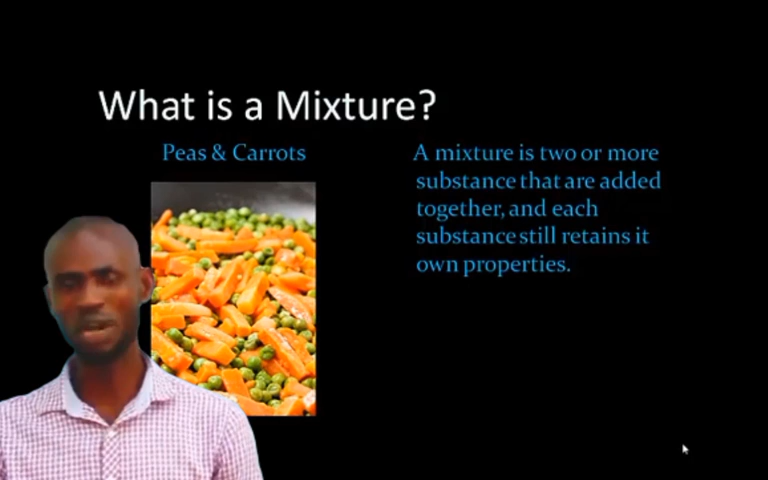 What is a Mixture?
Peas & Carrots
A mixture is two or more
substance that are added
together, and each
substance still retains it
own properties.